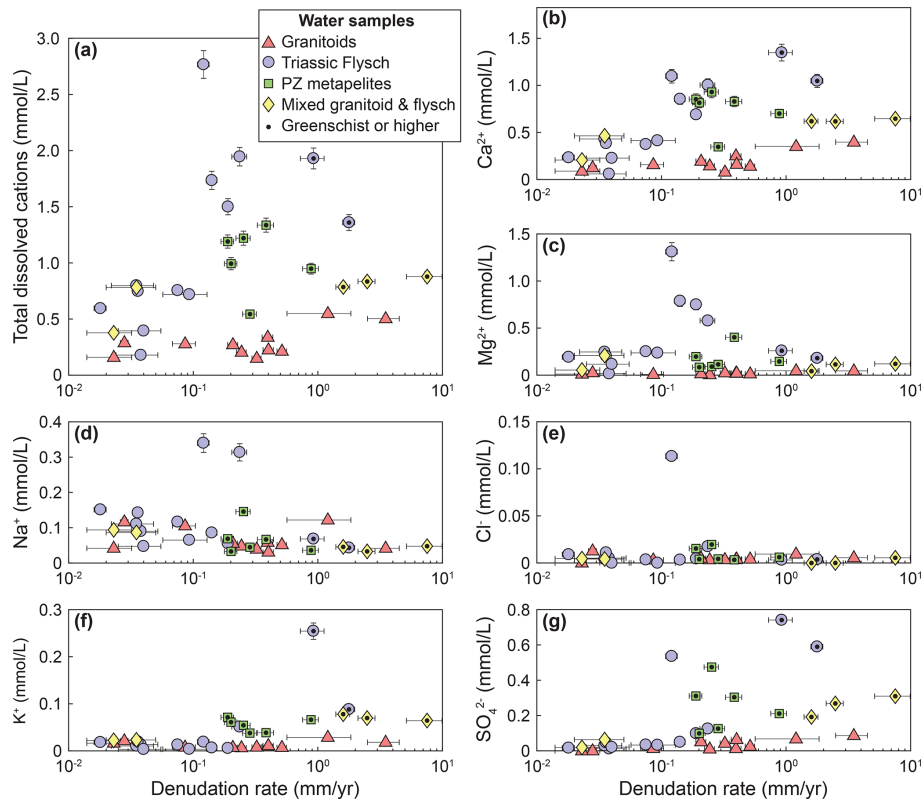 Water samples
Granitoids
Triassic Flysch
PZ metapelites
Mixed granitoid & flysch
Greenschist or higher
(a)
Total dissolved cations (mmol/L)
3.0
2.5
2.0
1.5
1.0
0.5
0
10⁻² 10⁻¹ 10⁰ 10¹
(b)
Ca²⁺ (mmol/L)
1.5
1.0
0.5
0
10⁻² 10⁻¹ 10⁰ 10¹
(c)
Mg²⁺ (mmol/L)
1.5
1.0
0.5
0
10⁻² 10⁻¹ 10⁰ 10¹
(d)
Na⁺ (mmol/L)
0.4
0.3
0.2
0.1
0
10⁻² 10⁻¹ 10⁰ 10¹
(e)
Cl⁻ (mmol/L)
0.15
0.10
0.05
0
10⁻² 10⁻¹ 10⁰ 10¹
(f)
K⁺ (mmol/L)
0.3
0.2
0.1
0
10⁻² 10⁻¹ 10⁰ 10¹
Denudation rate (mm/yr)
(g)
SO₄²⁻ (mmol/L)
0.8
0.6
0.4
0.2
0
10⁻² 10⁻¹ 10⁰ 10¹
Denudation rate (mm/yr)